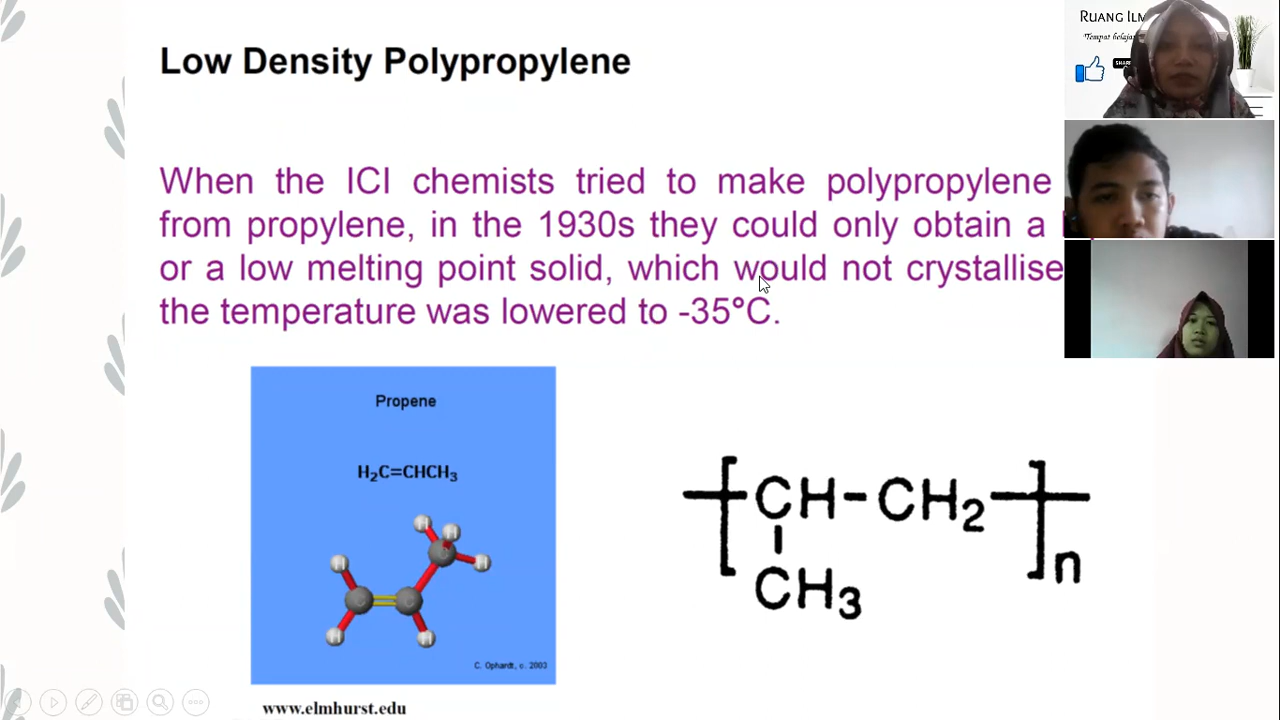 Low Density Polypropylene
When the ICI chemists tried to make polypropylene
from propylene, in the 1930s they could only obtain a
or a low melting point solid, which would not crystallise
the temperature was lowered to -35°C.
Propene
H₂C=CHCH₃
C. Ophardt, c. 2003
www.elmhurst.edu
CH-CH₂
CH₃
n
RUANG ILM
Tempat belajar
SHARE